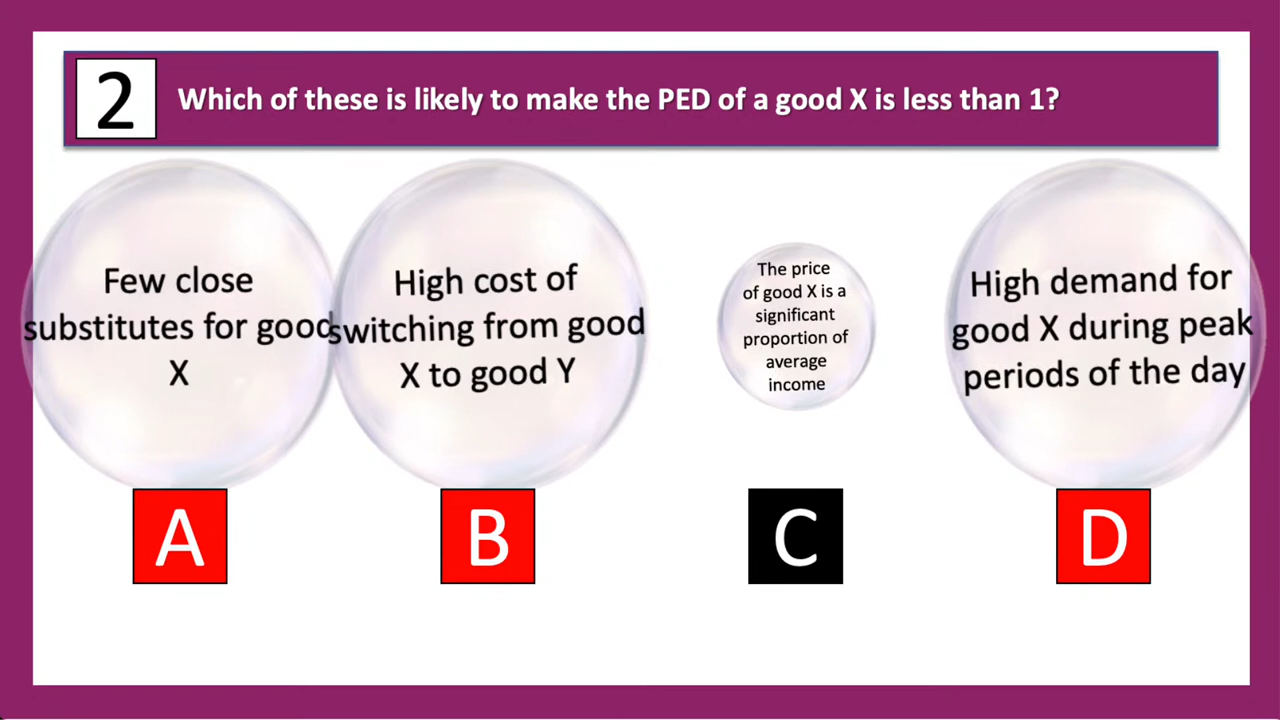 2
Which of these is likely to make the PED of a good X is less than 1?
Few close
substitutes for good
X
High cost of
switching from good
X to good Y
The price
of good X is a
significant
proportion of
average
income
High demand for
good X during peak
periods of the day
A
B
C
D